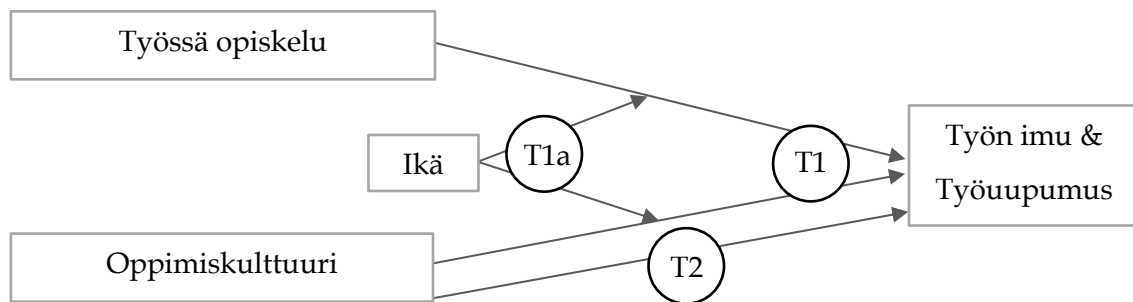 Työssä opiskelu
Ikä
T1a
T1
Työn imu &
Työuupumus
Oppimiskulttuuri
T2